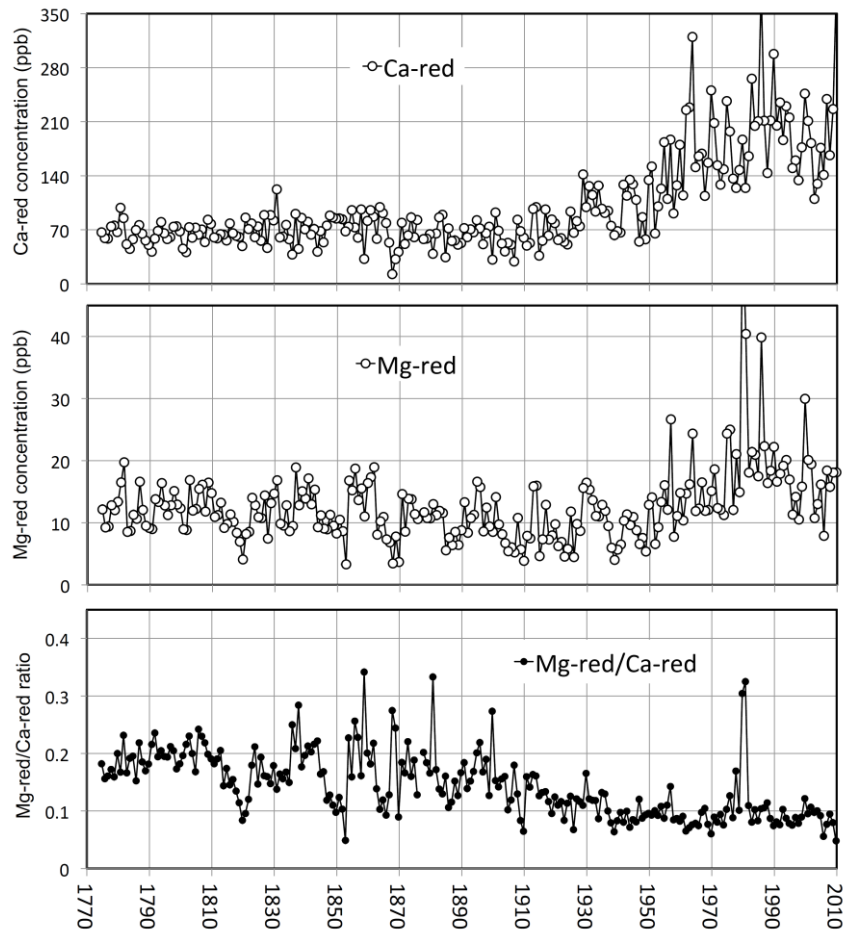 Ca-red concentration (ppb)
350
280
210
140
70
0
Ca-red
Mg-red concentration (ppb)
40
30
20
10
0
Mg-red
Mg-red/Ca-red ratio
0.4
0.3
0.2
0.1
0
Mg-red/Ca-red
1770 1790 1810 1830 1850 1870 1890 1910 1930 1950 1970 1990 2010